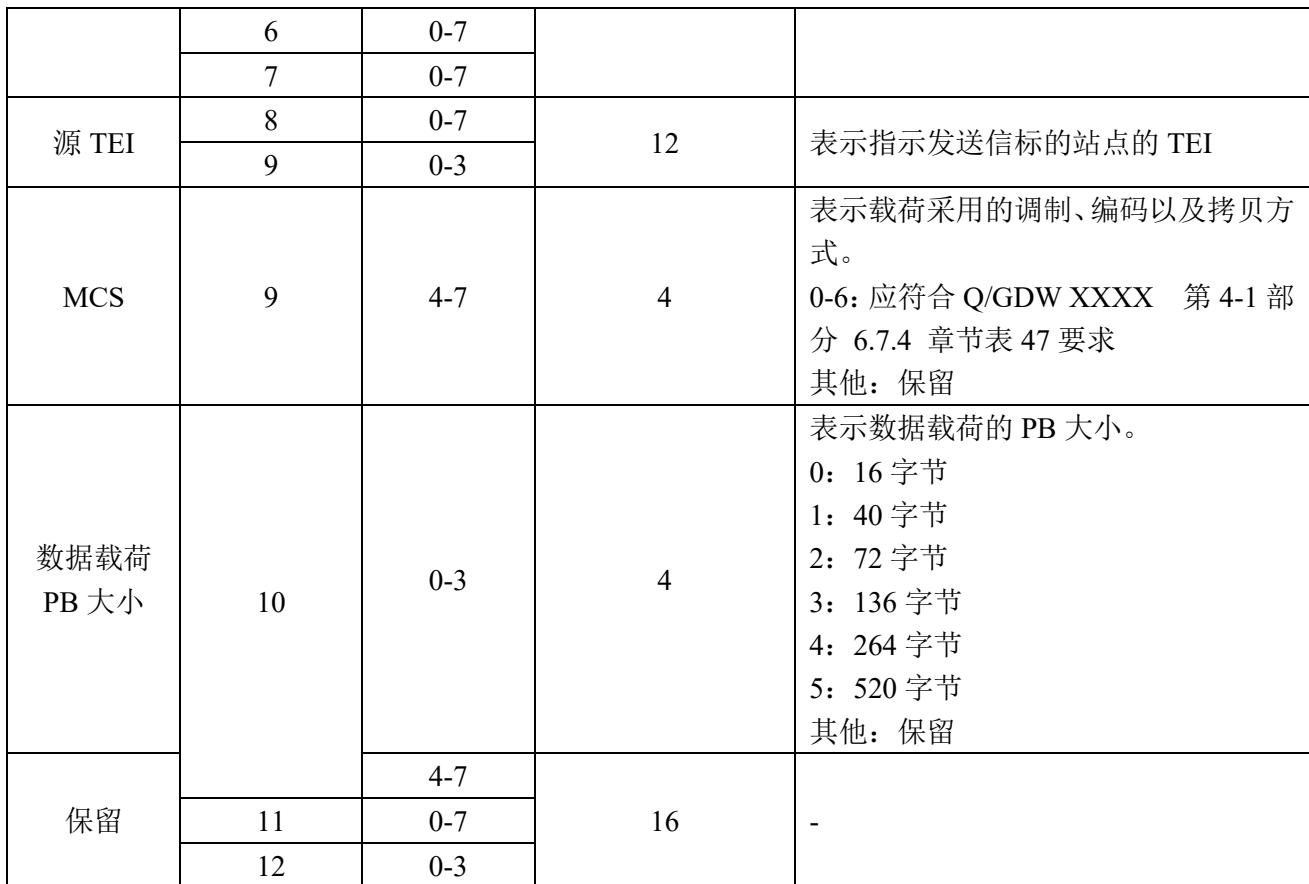 6 0-7
7 0-7
源 TEI 8 0-7 12 表示指示发送信标的站点的 TEI
9 0-3
MCS 9 4-7 4 表示载荷采用的调制、编码以及拷贝方
式。
0-6：应符合 Q/GDW XXXX 第 4-1 部
分 6.7.4 章节表 47 要求
其他：保留
数据载荷
PB 大小
10 0-3 4 表示数据载荷的 PB 大小。
0：16 字节
1：40 字节
2：72 字节
3：136 字节
4：264 字节
5：520 字节
其他：保留
保留 4-7 16 -
11 0-7
12 0-3